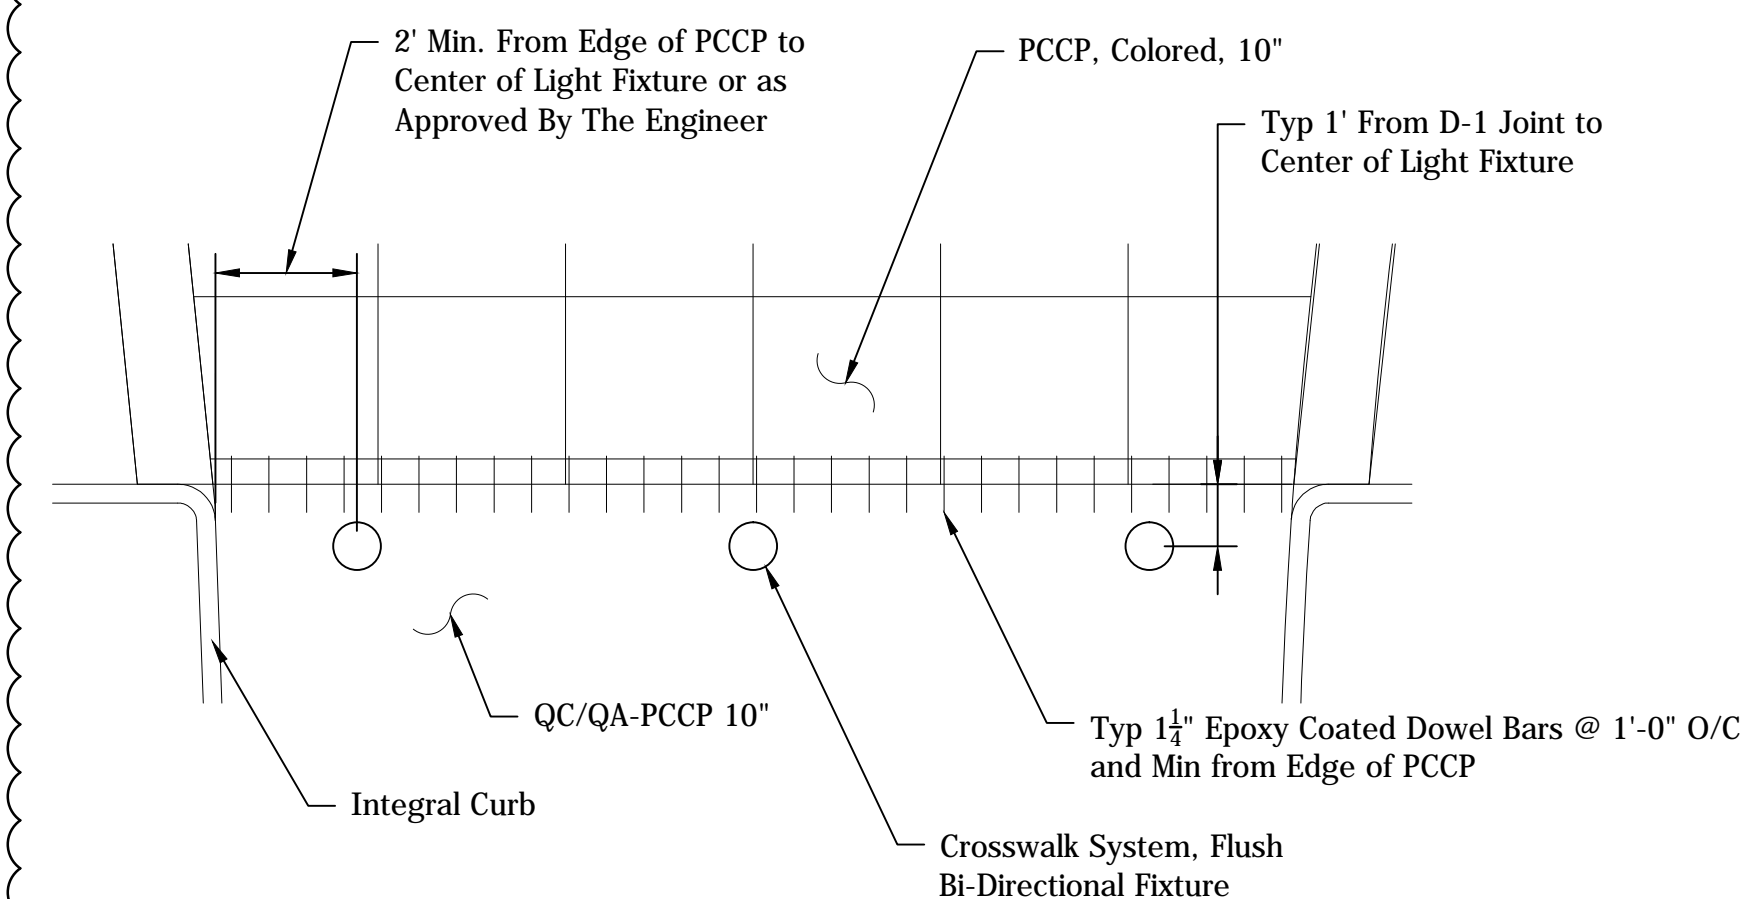 2' Min. From Edge of PCCP to
Center of Light Fixture or as
Approved By The Engineer
PCCP, Colored, 10"
Typ 1' From D-1 Joint to
Center of Light Fixture
QC/QA-PCCP 10"
Typ 1¼" Epoxy Coated Dowel Bars @ 1'-0" O/C
and Min from Edge of PCCP
Integral Curb
Crosswalk System, Flush
Bi-Directional Fixture